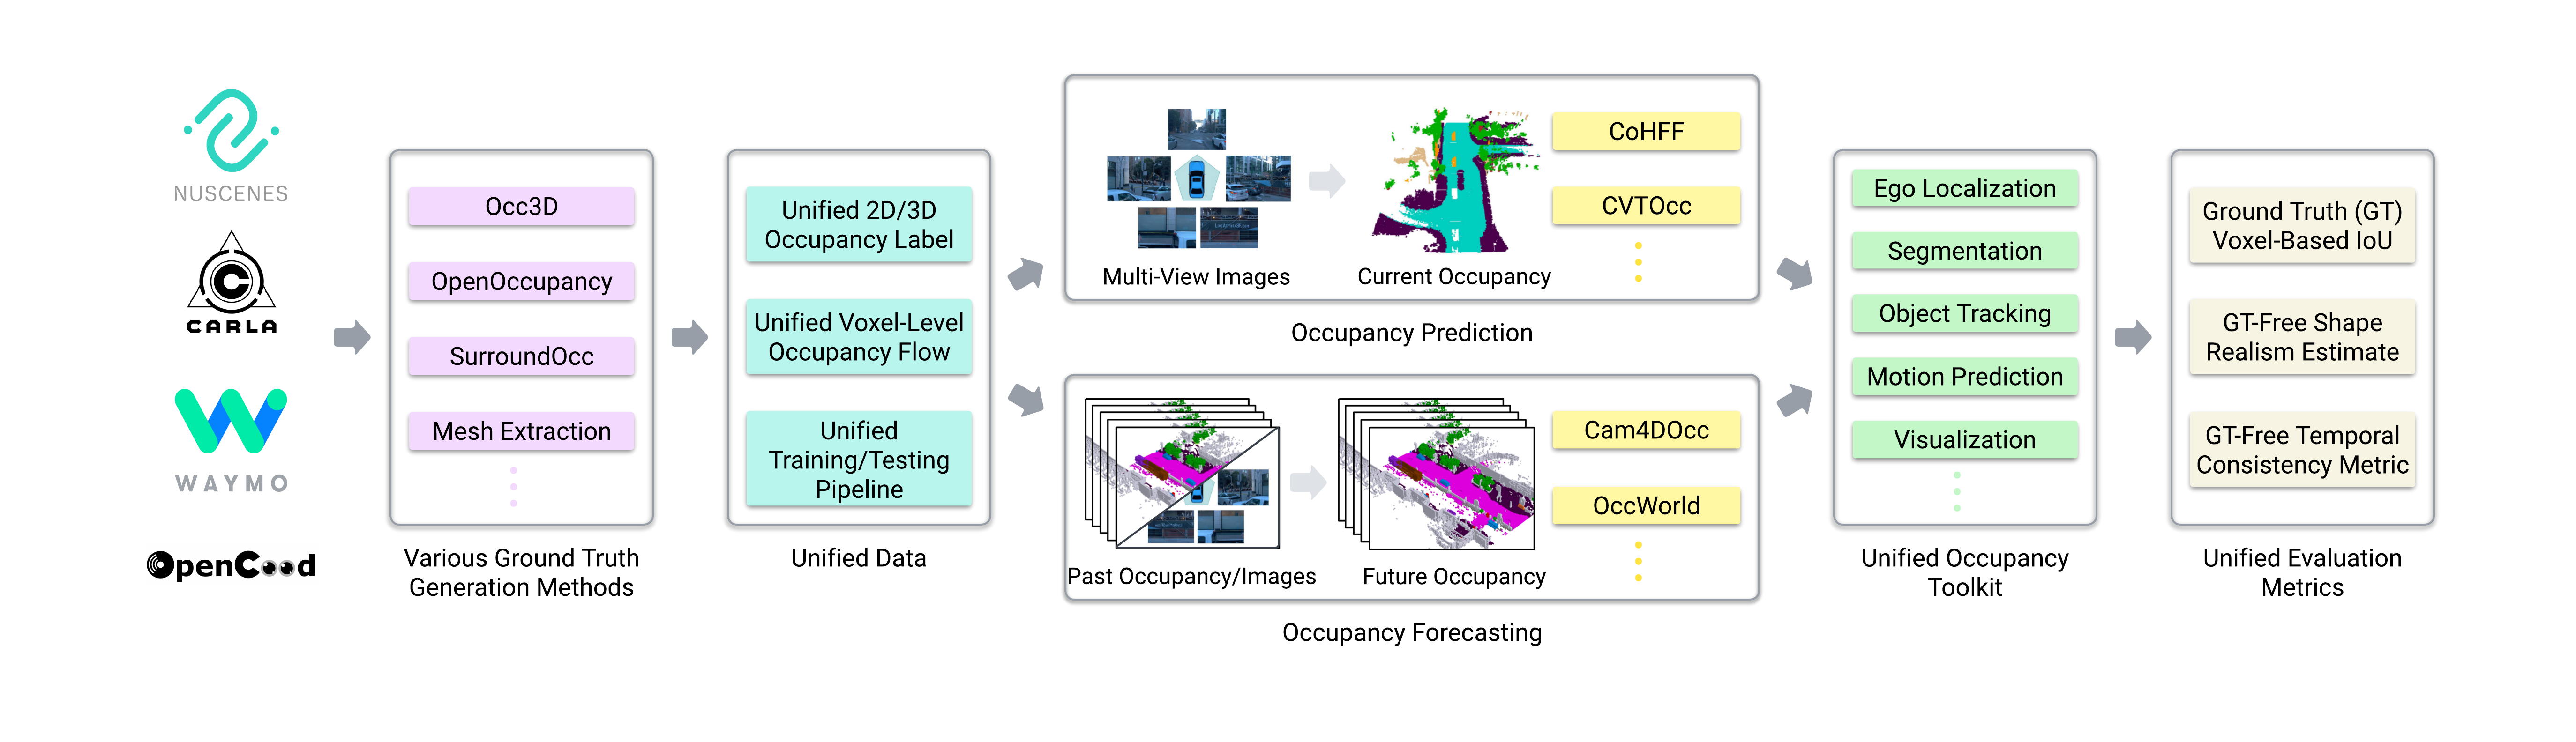 NUSCENES
CARLA
WAYMO
OpenCood
Occ3D
OpenOccupancy
SurroundOcc
Mesh Extraction
Various Ground Truth
Generation Methods
Unified 2D/3D
Occupancy Label
Unified Voxel-Level
Occupancy Flow
Unified
Training/Testing
Pipeline
Unified Data
Multi-View Images
Current Occupancy
CoHFF
CVTOcc
Occupancy Prediction
Past Occupancy/Images
Future Occupancy
Cam4DOcc
OccWorld
Occupancy Forecasting
Ego Localization
Segmentation
Object Tracking
Motion Prediction
Visualization
Unified Occupancy
Toolkit
Ground Truth (GT)
Voxel-Based IoU
GT-Free Shape
Realism Estimate
GT-Free Temporal
Consistency Metric
Unified Evaluation
Metrics